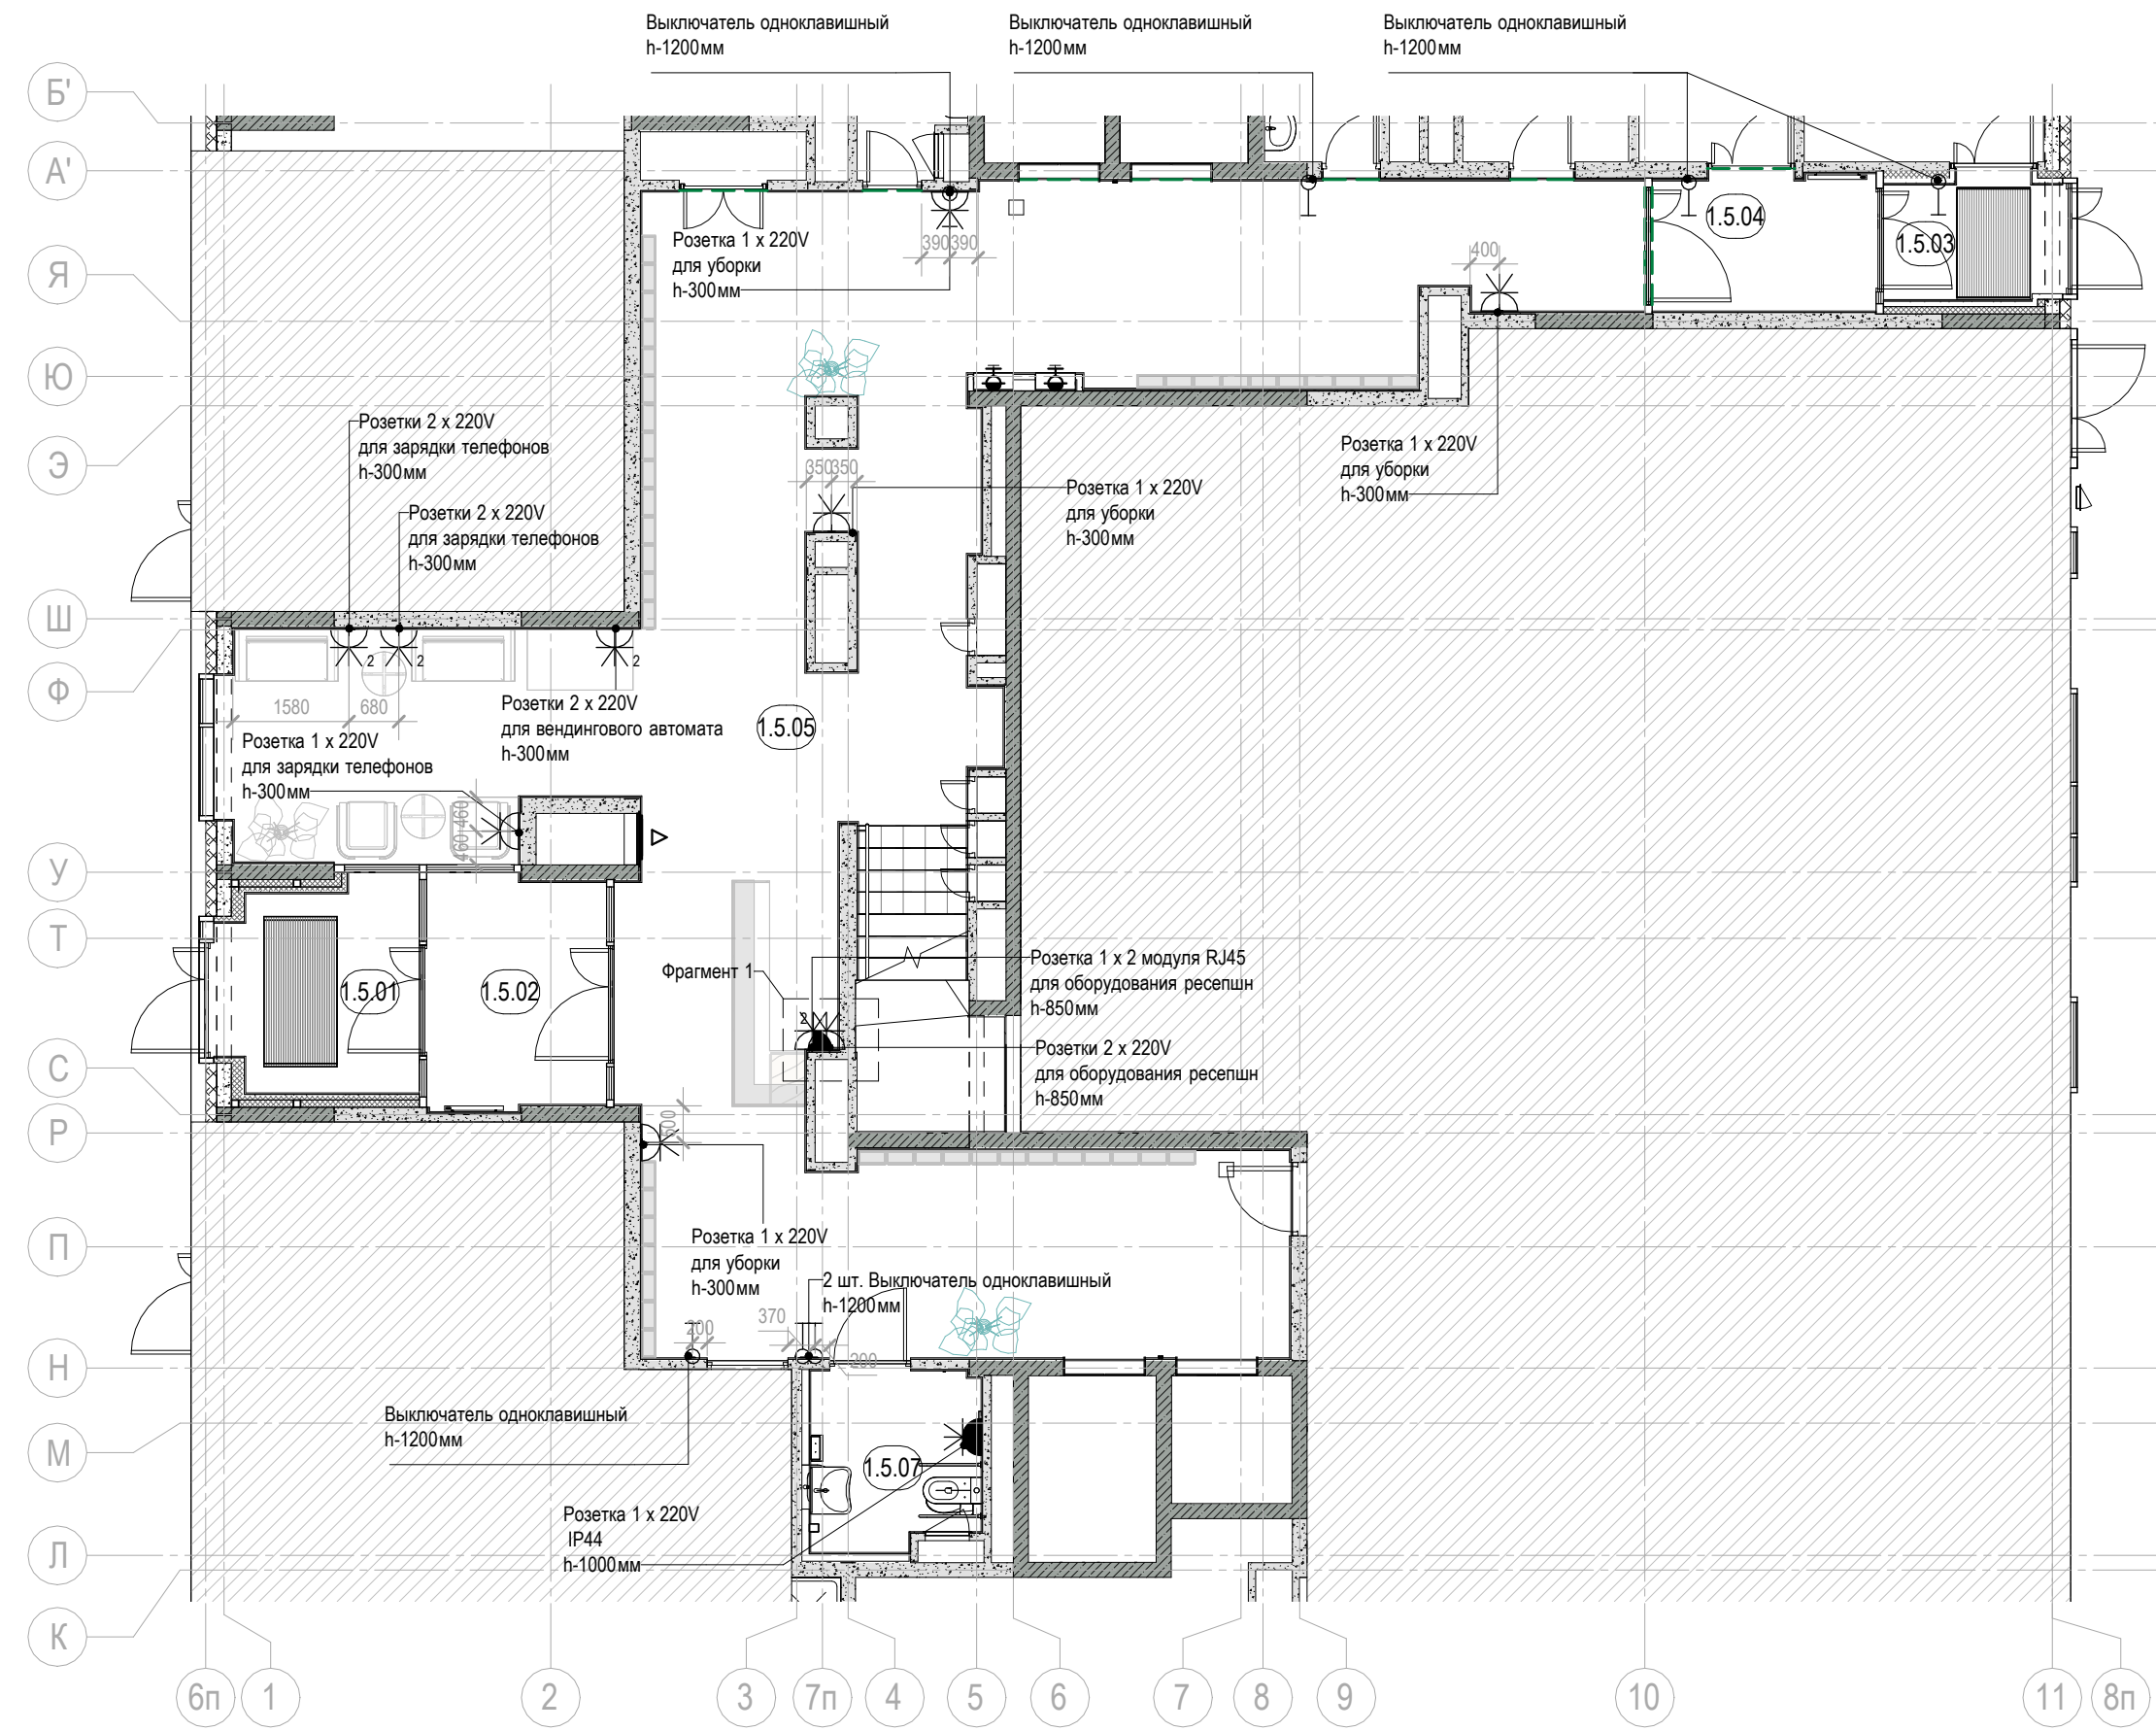 Выключатель одноклавишный
h-1200мм
Выключатель одноклавишный
h-1200мм
Выключатель одноклавишный
h-1200мм
Б'
А'
Я
Ю
Э
Ш
Ф
У
Т
С
Р
П
Н
М
Л
К
1.5.04
1.5.03
Розетка 1 x 220V
для уборки
h-300мм
390
390
400
Розетки 2 x 220V
для зарядки телефонов
h-300мм
Розетки 2 x 220V
для зарядки телефонов
h-300мм
350
350
Розетка 1 x 220V
для уборки
h-300мм
Розетка 1 x 220V
для уборки
h-300мм
2
2
2
1580
680
Розетки 2 x 220V
для вендингового автомата
h-300мм
1.5.05
Розетка 1 x 220V
для зарядки телефонов
h-300мм
460
460
Фрагмент 1
Розетка 1 x 2 модуля RJ45
для оборудования ресепшн
h-850мм
1.5.01
1.5.02
2
Розетки 2 x 220V
для оборудования ресепшн
h-850мм
500
Розетка 1 x 220V
для уборки
h-300мм
2 шт. Выключатель одноклавишный
h-1200мм
200
370
200
Выключатель одноклавишный
h-1200мм
1.5.07
Розетка 1 x 220V
IP44
h-1000мм
6п
1
2
3
7п
4
5
6
7
8
9
10
11
8п